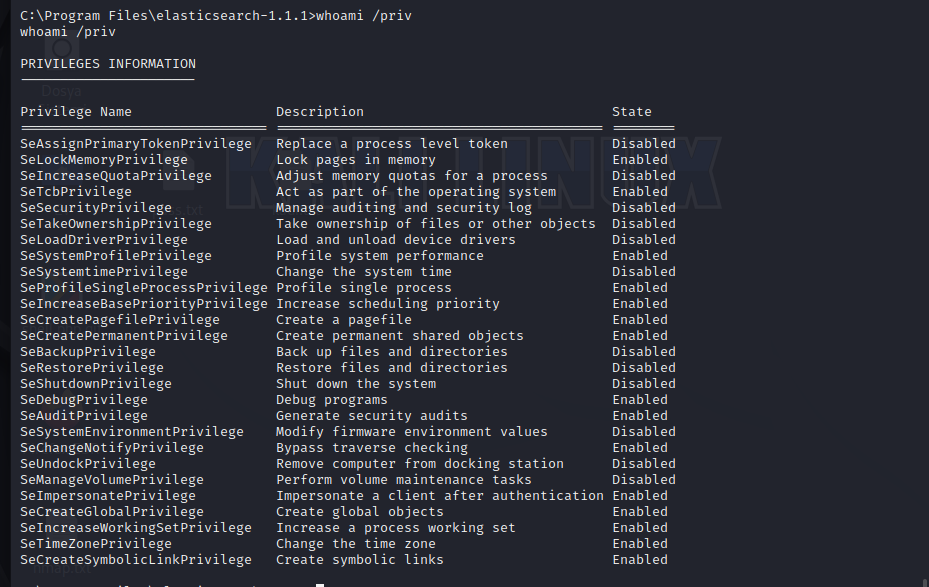 C:\Program Files\elasticsearch-1.1.1>whoami /priv
whoami /priv
PRIVILEGES INFORMATION
Dosya
Privilege Name Description State
SeAssignPrimaryTokenPrivilege Replace a process level token Disabled
SeLockMemoryPrivilege Lock pages in memory Enabled
SeIncreaseQuotaPrivilege Adjust memory quotas for a process Disabled
SeTcbPrivilege Act as part of the operating system Enabled
SeSecurityPrivilege Manage auditing and security log Disabled
SeTakeOwnershipPrivilege Take ownership of files or other objects Disabled
SeLoadDriverPrivilege Load and unload device drivers Disabled
SeSystemProfilePrivilege Profile system performance Enabled
SeSystemtimePrivilege Change the system time Disabled
SeProfileSingleProcessPrivilege Profile single process Enabled
SeIncreaseBasePriorityPrivilege Increase scheduling priority Enabled
SeCreatePagefilePrivilege Create a pagefile Enabled
SeCreatePermanentPrivilege Create permanent shared objects Enabled
SeBackupPrivilege Back up files and directories Disabled
SeRestorePrivilege Restore files and directories Disabled
SeShutdownPrivilege Shut down the system Disabled
SeDebugPrivilege Debug programs Enabled
SeAuditPrivilege Generate security audits Enabled
SeSystemEnvironmentPrivilege Modify firmware environment values Disabled
SeChangeNotifyPrivilege Bypass traverse checking Enabled
SeUndockPrivilege Remove computer from docking station Disabled
SeManageVolumePrivilege Perform volume maintenance tasks Disabled
SeImpersonatePrivilege Impersonate a client after authentication Enabled
SeCreateGlobalPrivilege Create global objects Enabled
SeIncreaseWorkingSetPrivilege Increase a process working set Enabled
SeTimeZonePrivilege Change the time zone Enabled
SeCreateSymbolicLinkPrivilege Create symbolic links Enabled
KALI LINUX